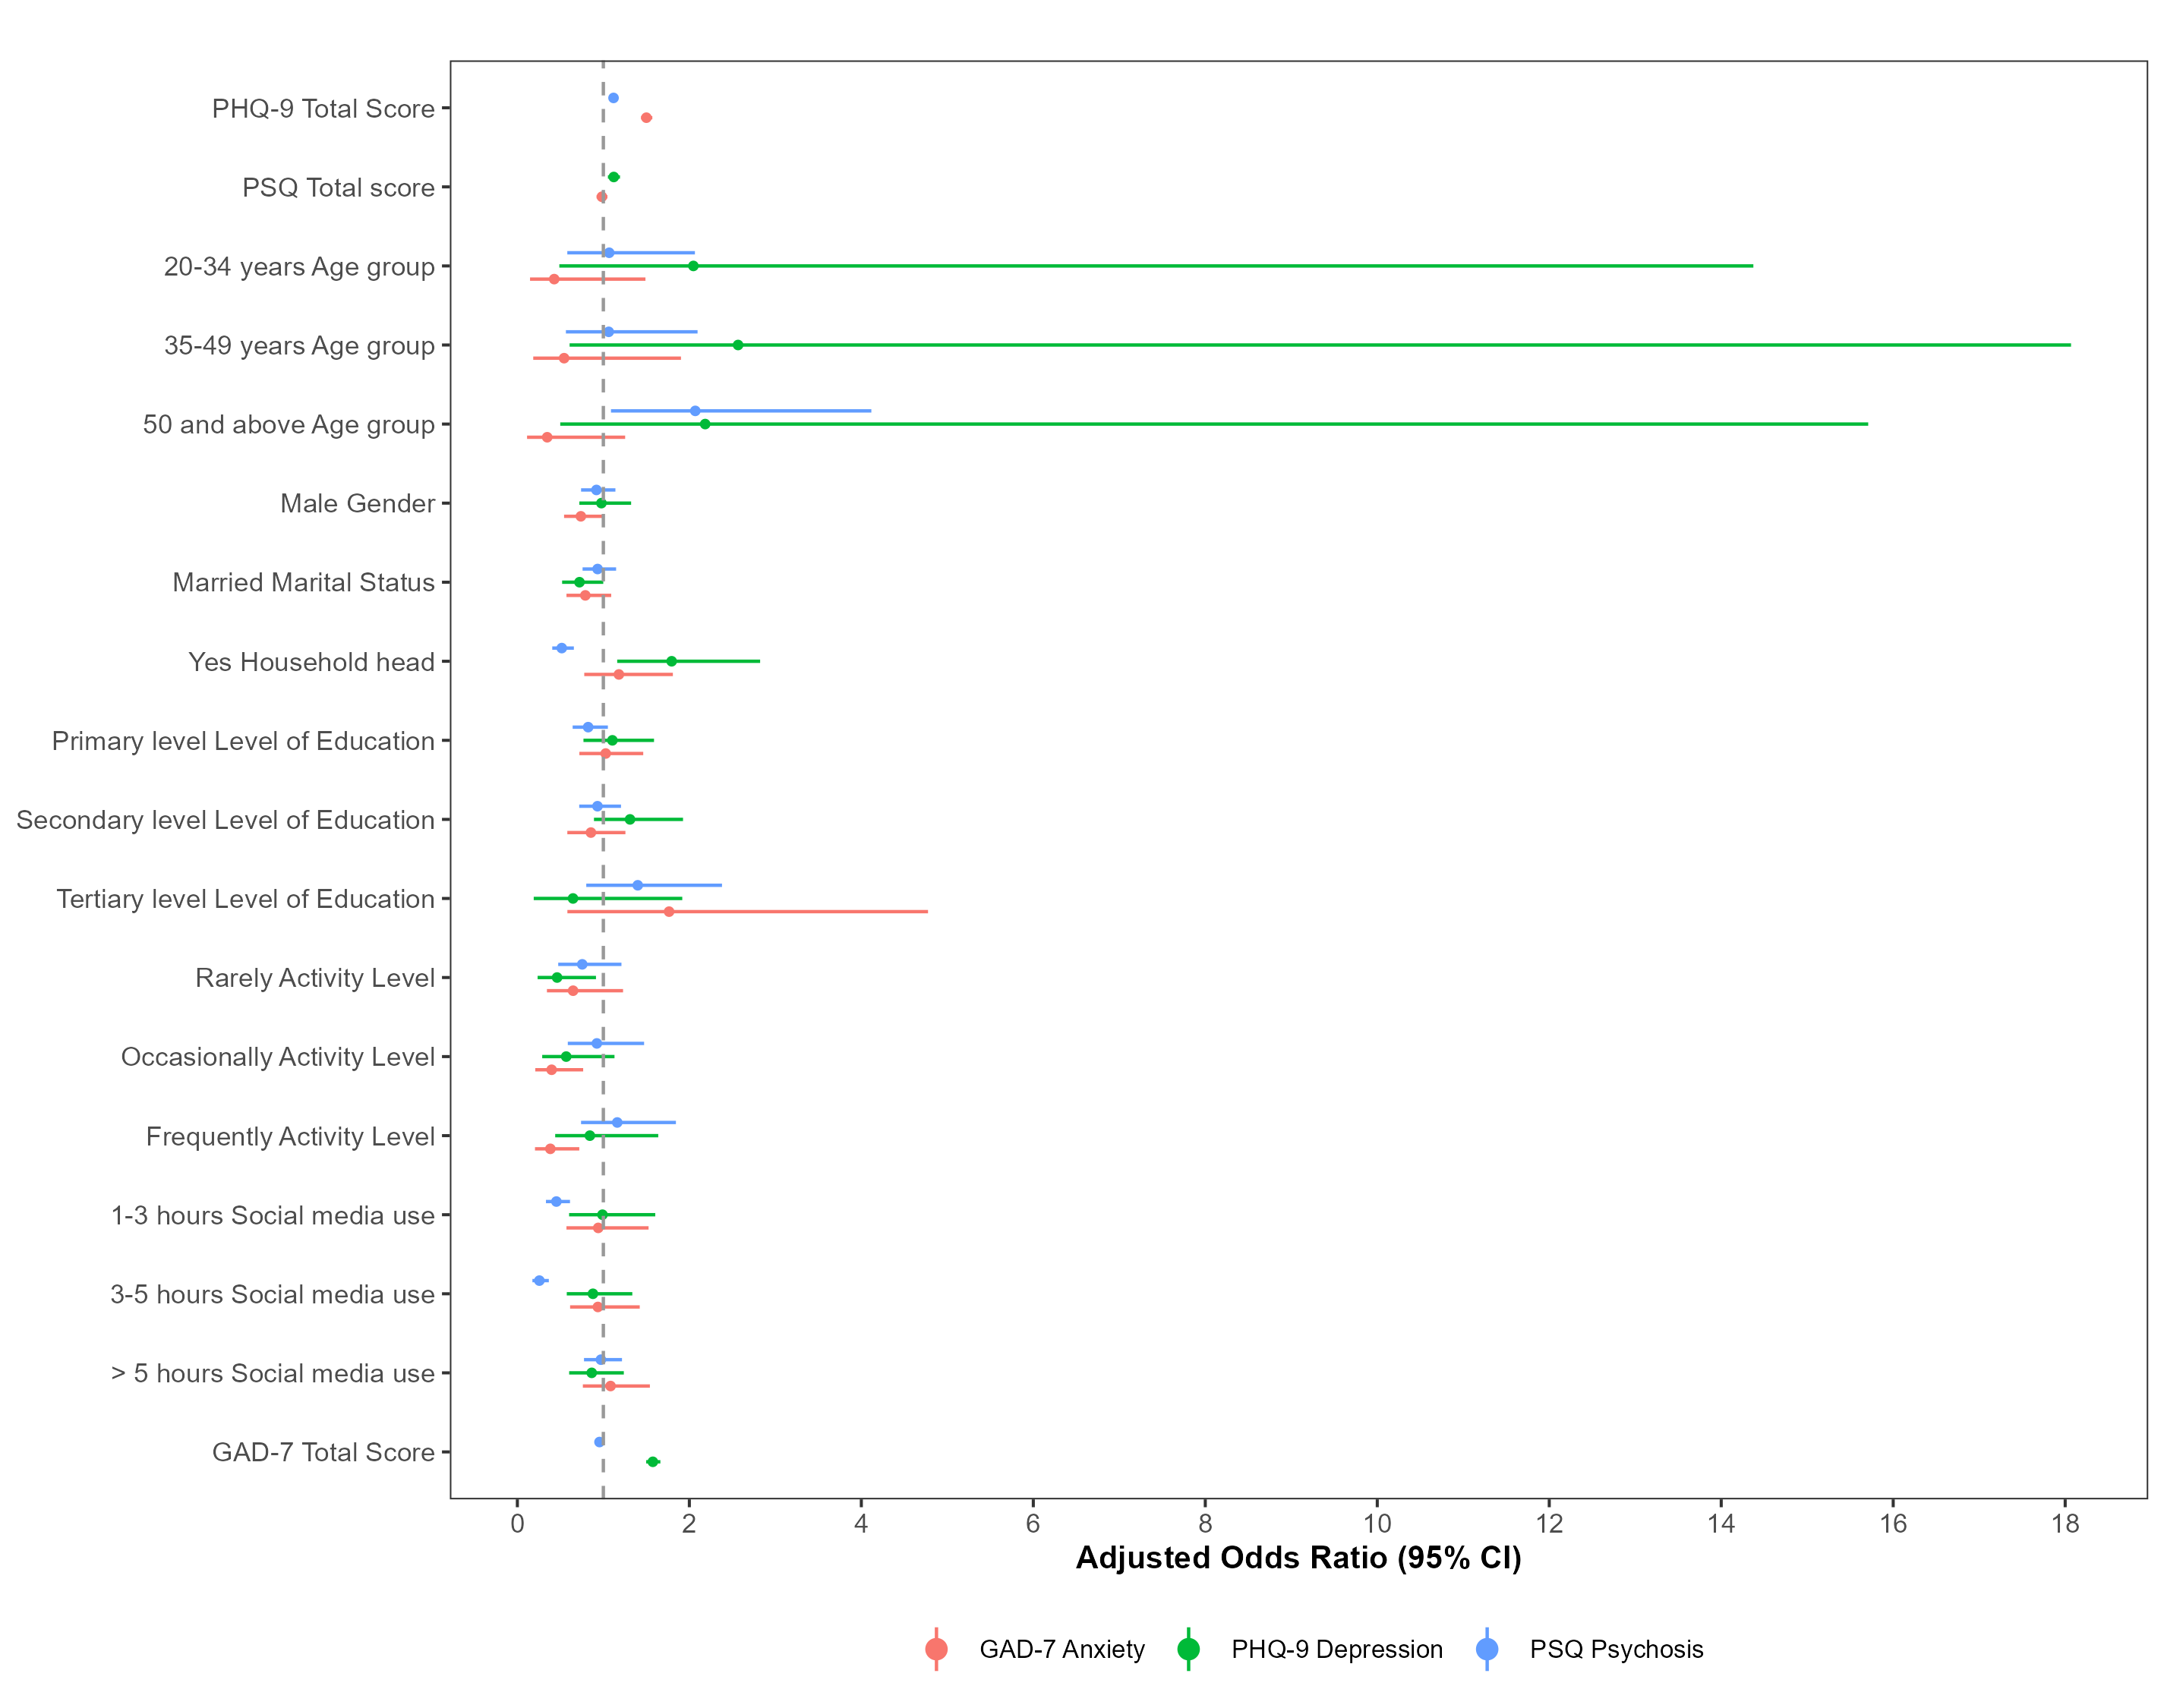 PHQ-9 Total Score
PSQ Total score
20-34 years Age group
35-49 years Age group
50 and above Age group
Male Gender
Married Marital Status
Yes Household head
Primary level Level of Education
Secondary level Level of Education
Tertiary level Level of Education
Rarely Activity Level
Occasionally Activity Level
Frequently Activity Level
1-3 hours Social media use
3-5 hours Social media use
> 5 hours Social media use
GAD-7 Total Score
0 2 4 6 8 10 12 14 16 18
Adjusted Odds Ratio (95% CI)
GAD-7 Anxiety PHQ-9 Depression PSQ Psychosis